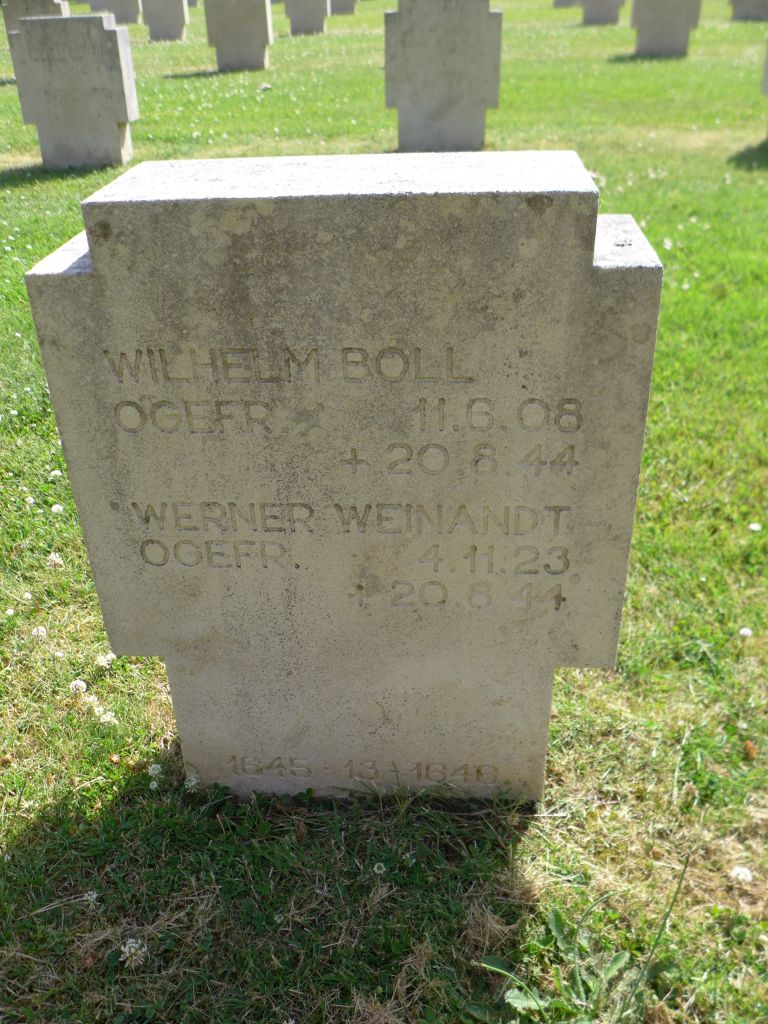 WILHELM BÖLL
OGEFR. 11.6.08
+ 20.8.44
WERNER WEINANDT
OGEFR. 4.11.23
+ 20.8.44
1645 · 13 · 1646